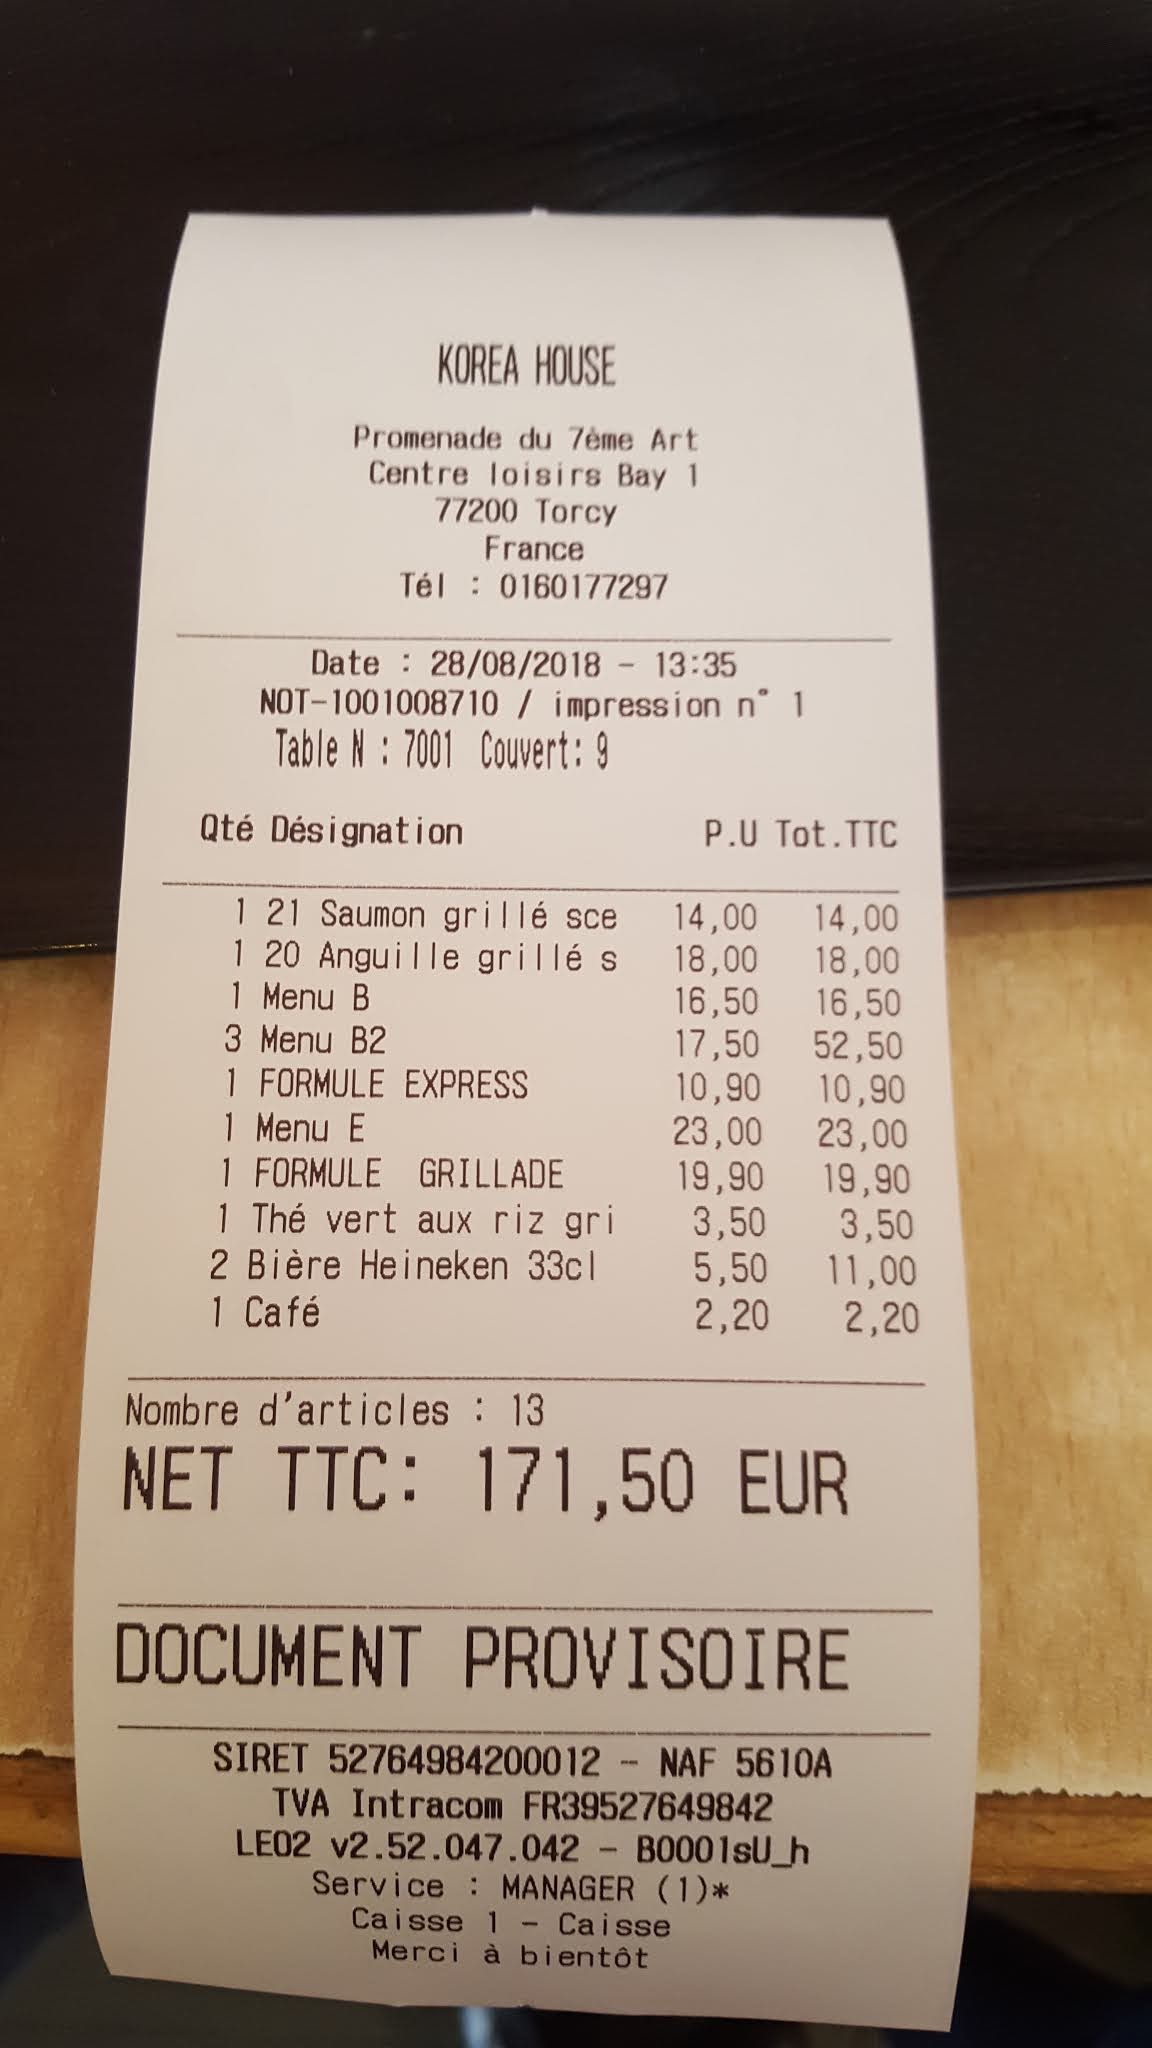 KOREA HOUSE
Promenade du 7ème Art
Centre loisirs Bay 1
77200 Torcy
France
Tél : 0160177297
Date : 28/08/2018 - 13:35
NOT-1001008710 / impression n° 1
Table N : 7001 Couvert: 9
Qté Désignation P.U Tot.TTC
1 21 Saumon grillé sce 14,00 14,00
1 20 Anguille grillé s 18,00 18,00
1 Menu B 16,50 16,50
3 Menu B2 17,50 52,50
1 FORMULE EXPRESS 10,90 10,90
1 Menu E 23,00 23,00
1 FORMULE GRILLADE 19,90 19,90
1 Thé vert aux riz gri 3,50 3,50
2 Bière Heineken 33cl 5,50 11,00
1 Café 2,20 2,20
Nombre d'articles : 13
NET TTC: 171,50 EUR
DOCUMENT PROVISOIRE
SIRET 52764984200012 - NAF 5610A
TVA Intracom FR39527649842
LEO2 v2.52.047.042 - B0001sU_h
Service : MANAGER (1)*
Caisse 1 - Caisse
Merci à bientôt